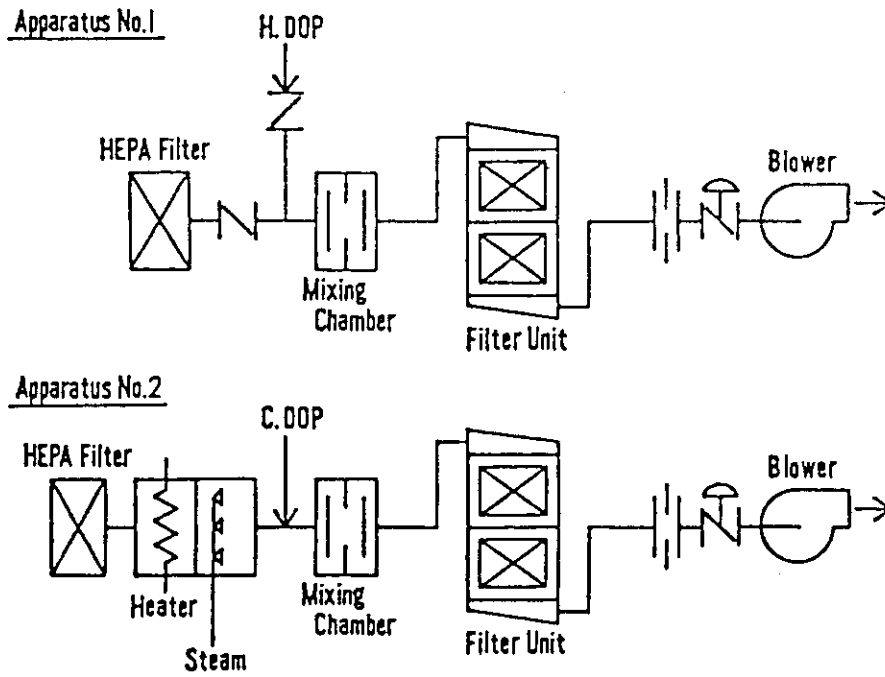 Apparatus No.1
H. DOP
HEPA Filter
Blower
Mixing
Chamber
Filter Unit
Apparatus No.2
C. DOP
HEPA Filter
Blower
Heater
Mixing
Chamber
Filter Unit
Steam